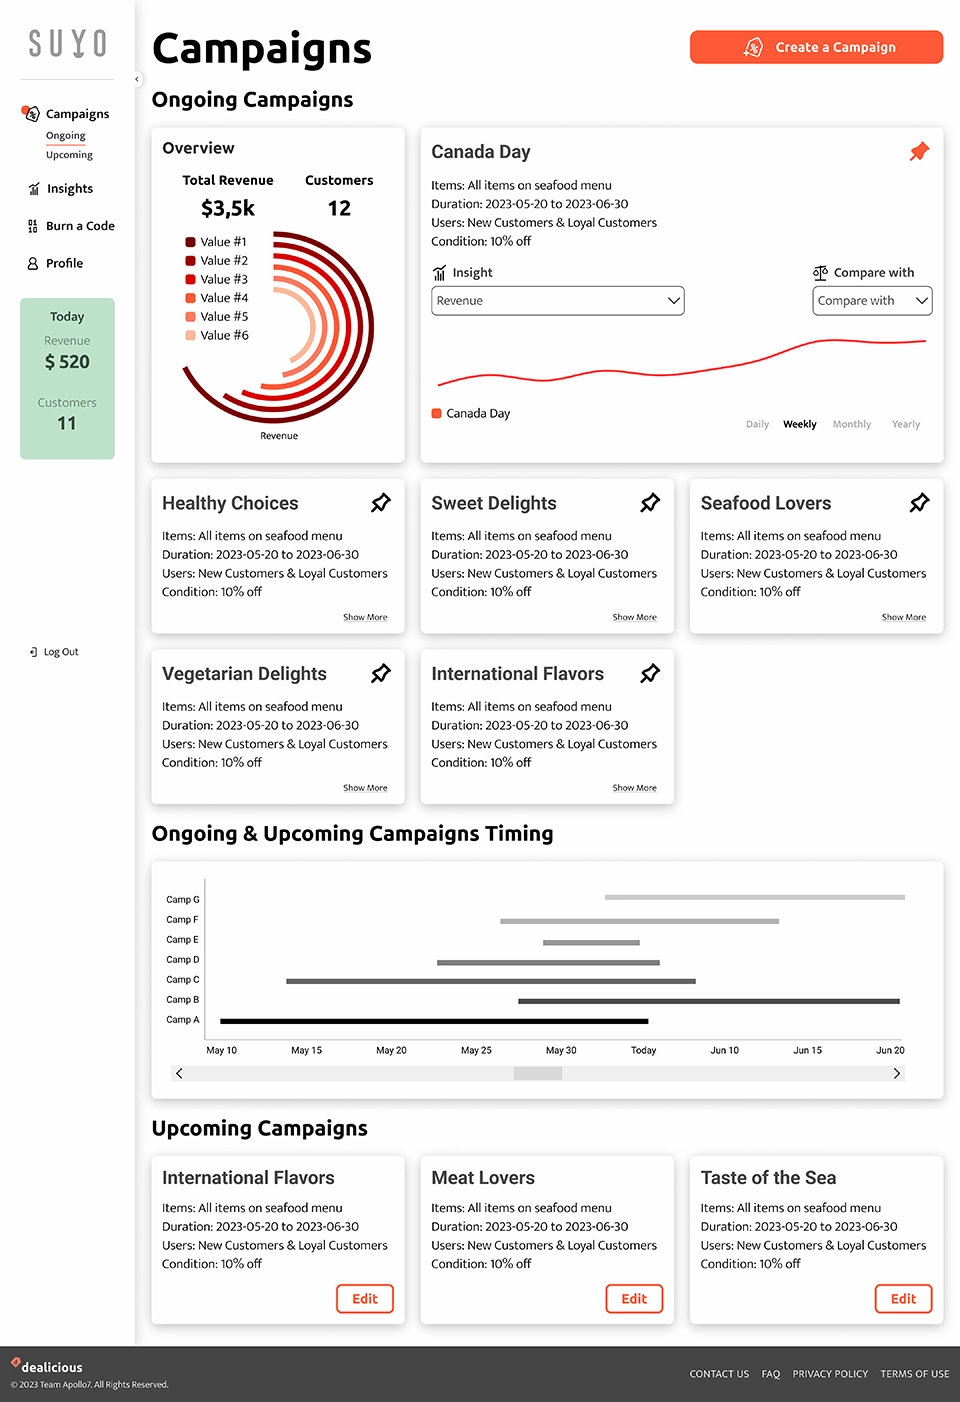 SUYO
Campaigns
Ongoing
Upcoming
Insights
Burn a Code
Profile
Today
Revenue
$ 520
Customers
11
Log Out
Campaigns
Create a Campaign
Ongoing Campaigns
Overview
Total Revenue
Customers
$3,5k
12
Value #1
Value #2
Value #3
Value #4
Value #5
Value #6
Revenue
Canada Day
Items: All items on seafood menu
Duration: 2023-05-20 to 2023-06-30
Users: New Customers & Loyal Customers
Condition: 10% off
Insight
Compare with
Revenue
Compare with
Canada Day
Daily
Weekly
Monthly
Yearly
Healthy Choices
Items: All items on seafood menu
Duration: 2023-05-20 to 2023-06-30
Users: New Customers & Loyal Customers
Condition: 10% off
Show More
Sweet Delights
Items: All items on seafood menu
Duration: 2023-05-20 to 2023-06-30
Users: New Customers & Loyal Customers
Condition: 10% off
Show More
Seafood Lovers
Items: All items on seafood menu
Duration: 2023-05-20 to 2023-06-30
Users: New Customers & Loyal Customers
Condition: 10% off
Show More
Vegetarian Delights
Items: All items on seafood menu
Duration: 2023-05-20 to 2023-06-30
Users: New Customers & Loyal Customers
Condition: 10% off
Show More
International Flavors
Items: All items on seafood menu
Duration: 2023-05-20 to 2023-06-30
Users: New Customers & Loyal Customers
Condition: 10% off
Show More
Ongoing & Upcoming Campaigns Timing
Camp G
Camp F
Camp E
Camp D
Camp C
Camp B
Camp A
May 10
May 15
May 20
May 25
May 30
Today
Jun 10
Jun 15
Jun 20
Upcoming Campaigns
International Flavors
Items: All items on seafood menu
Duration: 2023-05-20 to 2023-06-30
Users: New Customers & Loyal Customers
Condition: 10% off
Edit
Meat Lovers
Items: All items on seafood menu
Duration: 2023-05-20 to 2023-06-30
Users: New Customers & Loyal Customers
Condition: 10% off
Edit
Taste of the Sea
Items: All items on seafood menu
Duration: 2023-05-20 to 2023-06-30
Users: New Customers & Loyal Customers
Condition: 10% off
Edit
dealicious
© 2023 Team Apollo7. All Rights Reserved.
CONTACT US
FAQ
PRIVACY POLICY
TERMS OF USE